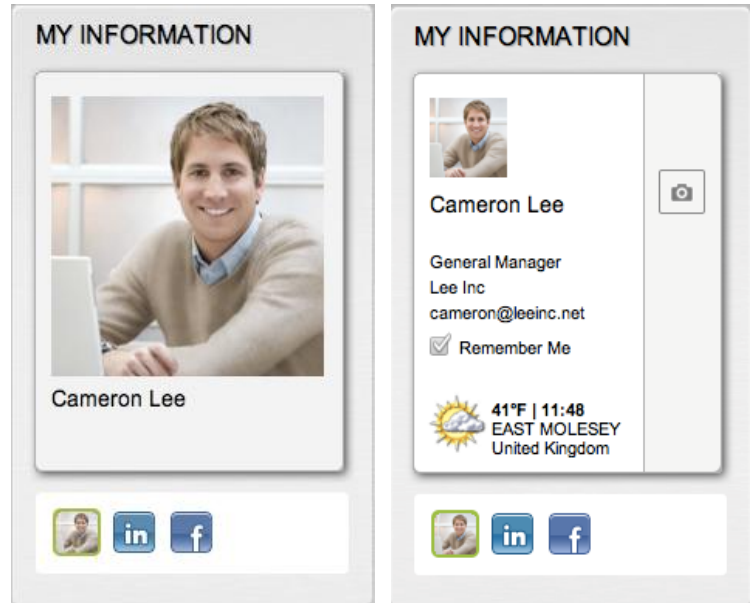 MY INFORMATION
Cameron Lee
in f
MY INFORMATION
Cameron Lee
General Manager
Lee Inc
cameron@leeinc.net
Remember Me
41°F | 11:48
EAST MOLESEY
United Kingdom
in f